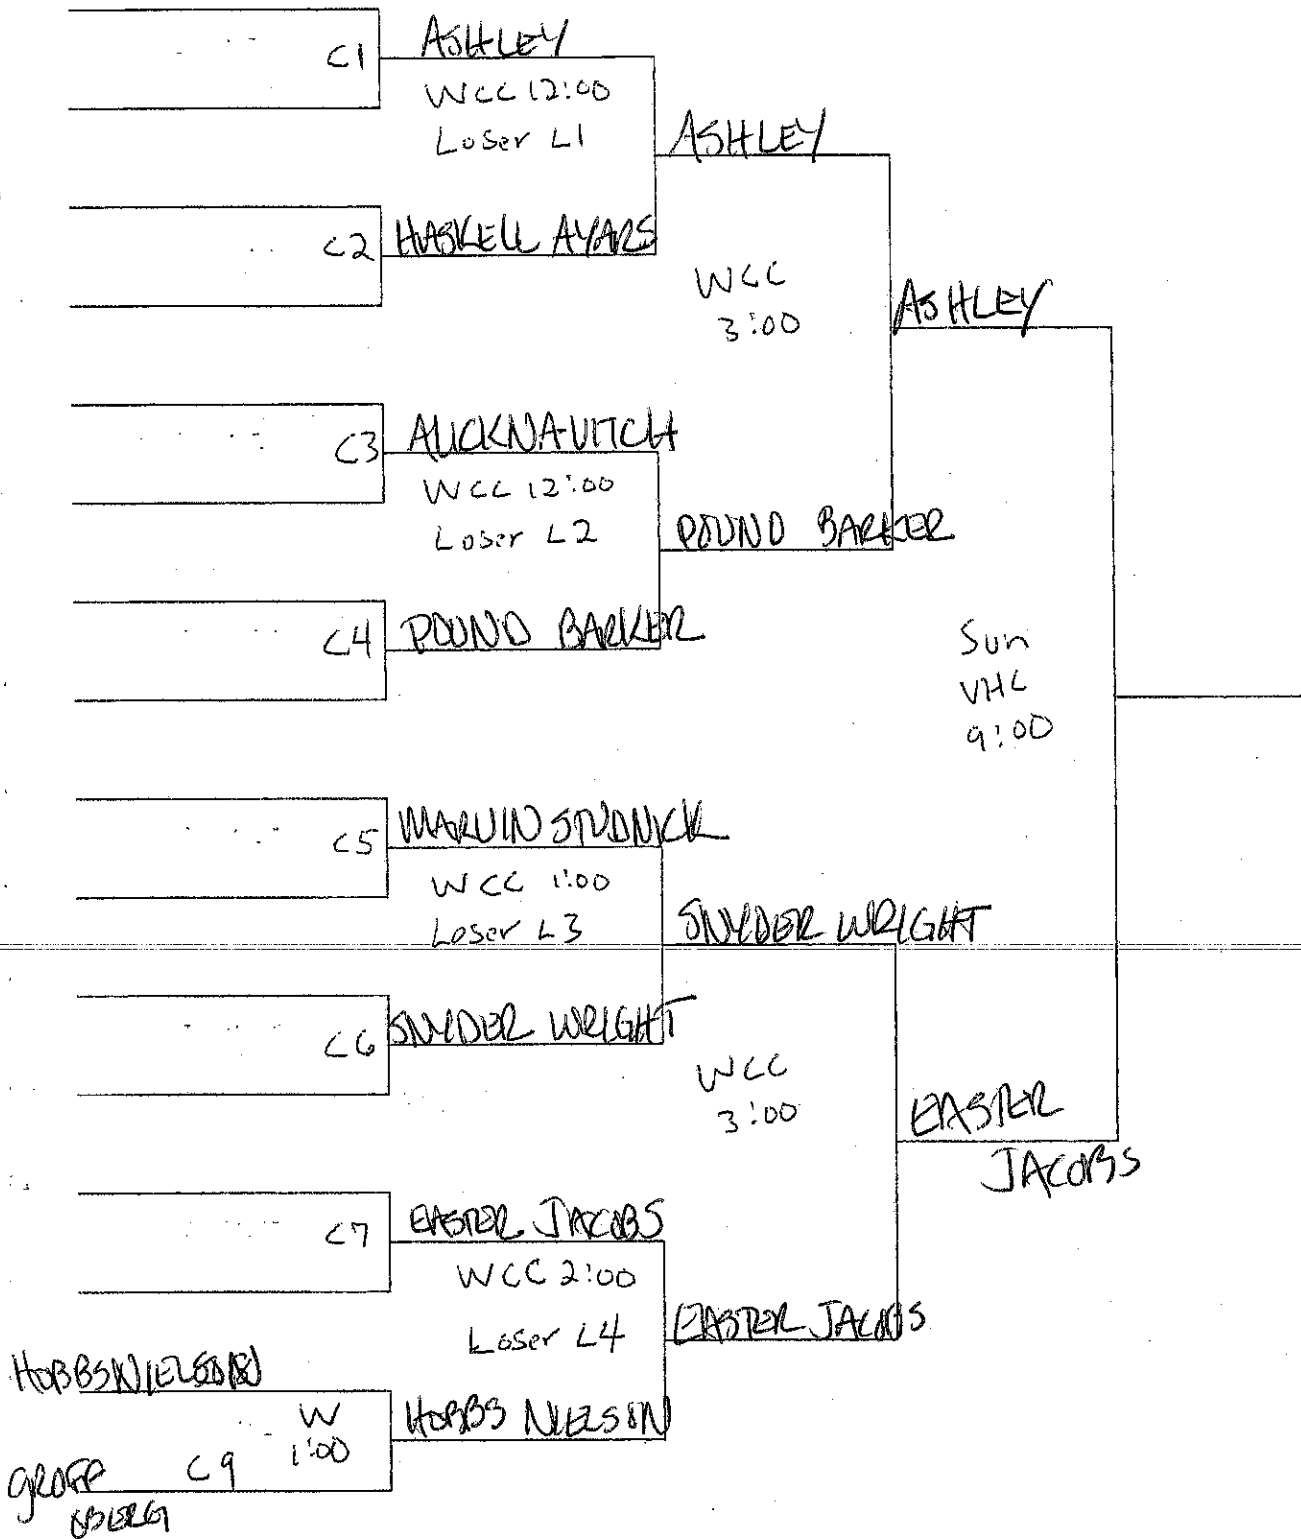 C1 ASHLEY
WCC 12:00
Loser L1
ASHLEY
C2 HASKELL AYARS
WCC
3:00
ASHLEY
C3 AUCKNAVITCH
WCC 12:00
Loser L2
POUND BARKER
C4 POUND BARKER
Sun
VHC
9:00
C5 MARVIN STUDNICK
WCC 1:00
Loser L3
SNYDER WRIGHT
C6 SNYDER WRIGHT
WCC
3:00
EASTER
JACOBS
C7 EASTER JACOBS
WCC 2:00
Loser L4
EASTER JACOBS
HOBBS NIELSON
W
1:00
HOBBS NIELSON
GROFF C9
OBERG